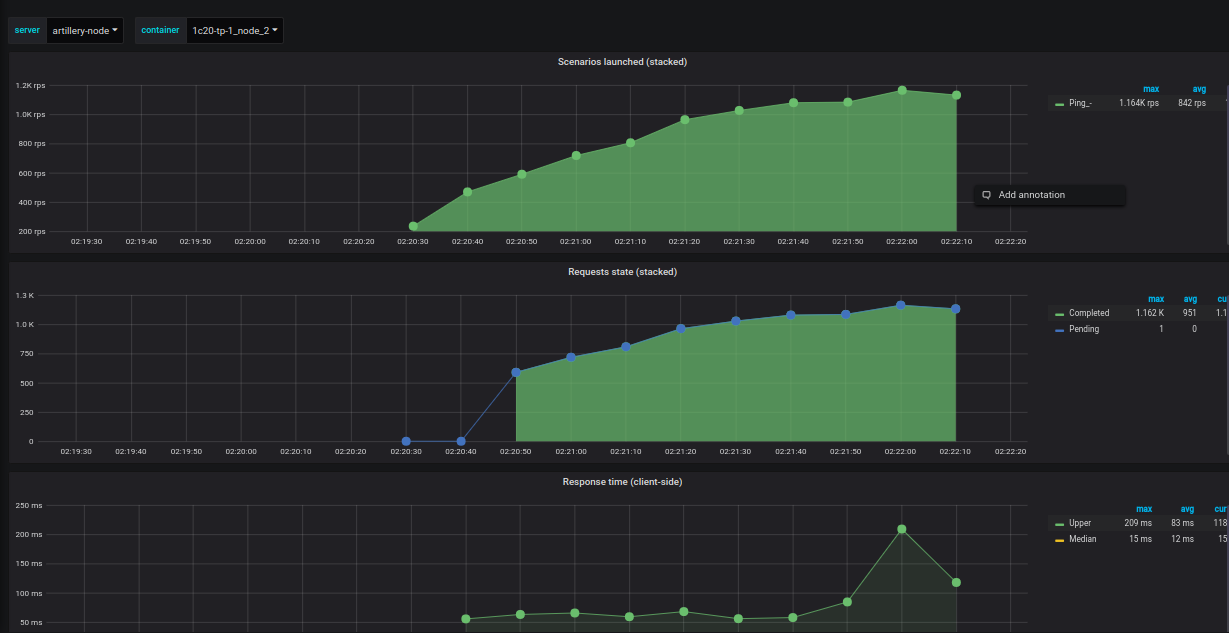 server artillery-node container 1c20-tp-1_node_2
Scenarios launched (stacked)
1.2K rps
1.0K rps
800 rps
600 rps
400 rps
200 rps
02:19:30 02:19:40 02:19:50 02:20:00 02:20:10 02:20:20 02:20:30 02:20:40 02:20:50 02:21:00 02:21:10 02:21:20 02:21:30 02:21:40 02:21:50 02:22:00 02:22:10 02:22:20
max avg
Ping_- 1.164K rps 842 rps
Add annotation
Requests state (stacked)
1.3 K
1.0 K
750
500
250
0
02:19:30 02:19:40 02:19:50 02:20:00 02:20:10 02:20:20 02:20:30 02:20:40 02:20:50 02:21:00 02:21:10 02:21:20 02:21:30 02:21:40 02:21:50 02:22:00 02:22:10 02:22:20
max avg cu
Completed 1.162 K 951 1.1
Pending 1 0
Response time (client-side)
250 ms
200 ms
150 ms
100 ms
50 ms
max avg cur
Upper 209 ms 83 ms 118
Median 15 ms 12 ms 15